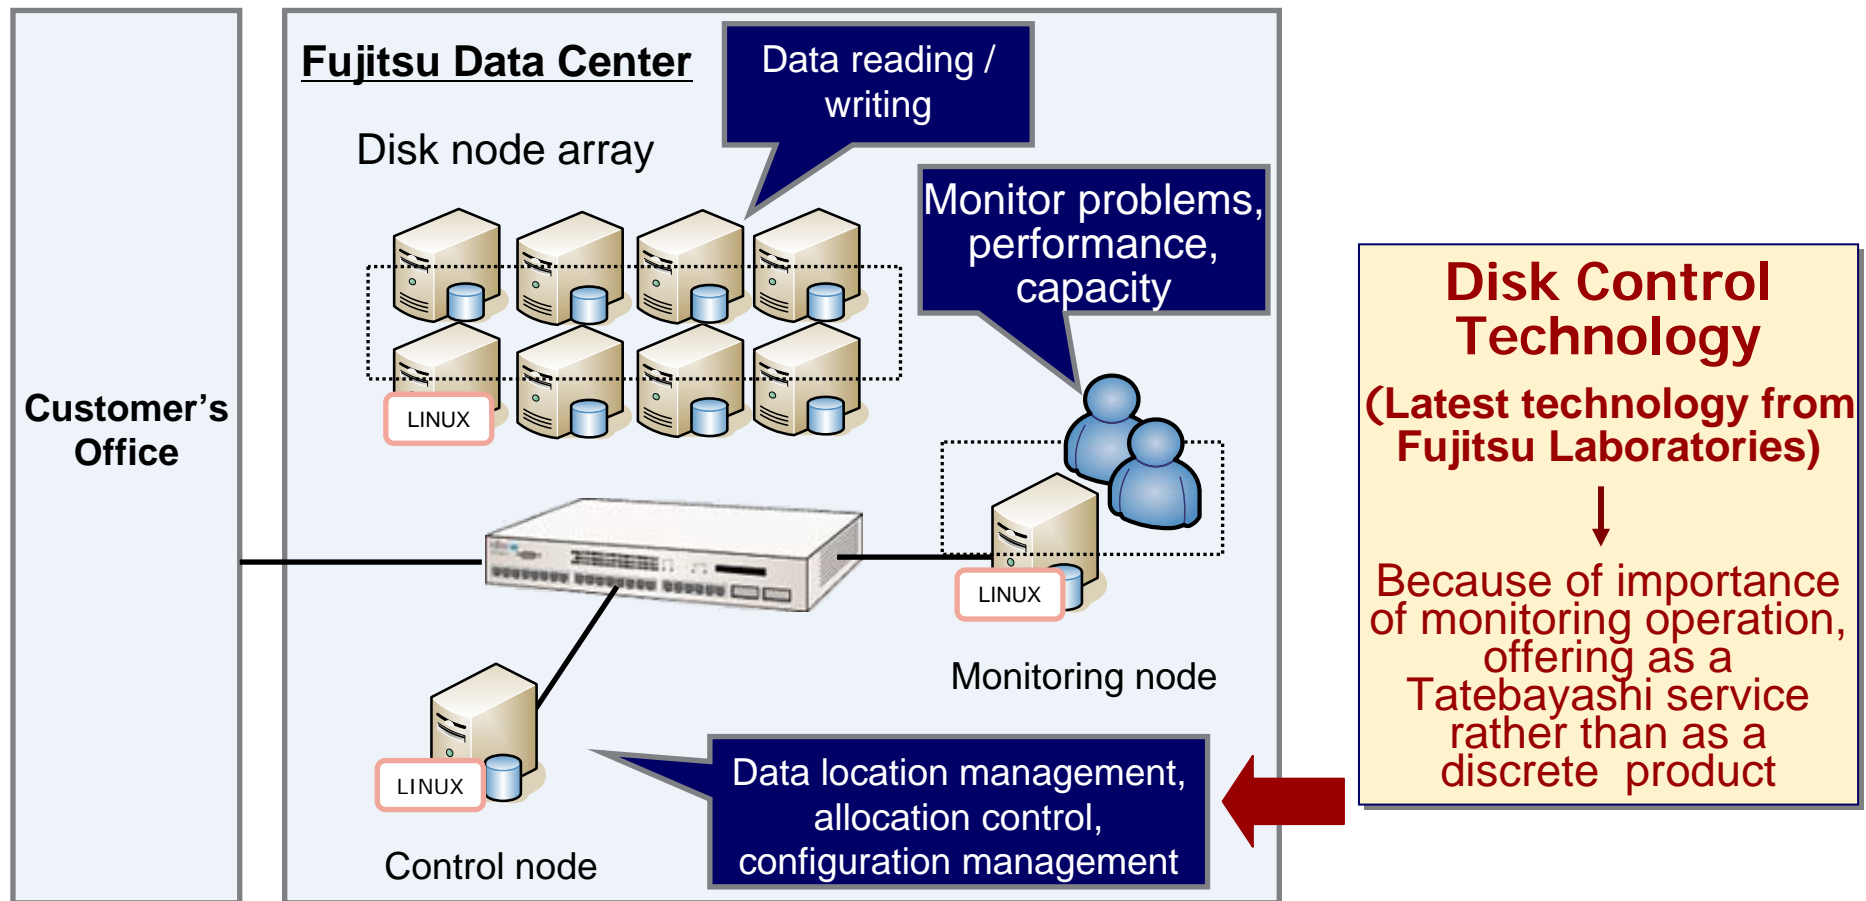 Customer's
Office
Fujitsu Data Center
Disk node array
Data reading /
writing
Monitor problems,
performance,
capacity
LINUX
LINUX
Monitoring node
LINUX
Control node
Data location management,
allocation control,
configuration management
Disk Control
Technology
(Latest technology from
Fujitsu Laboratories)
Because of importance
of monitoring operation,
offering as a
Tatebayashi service
rather than as a
discrete product